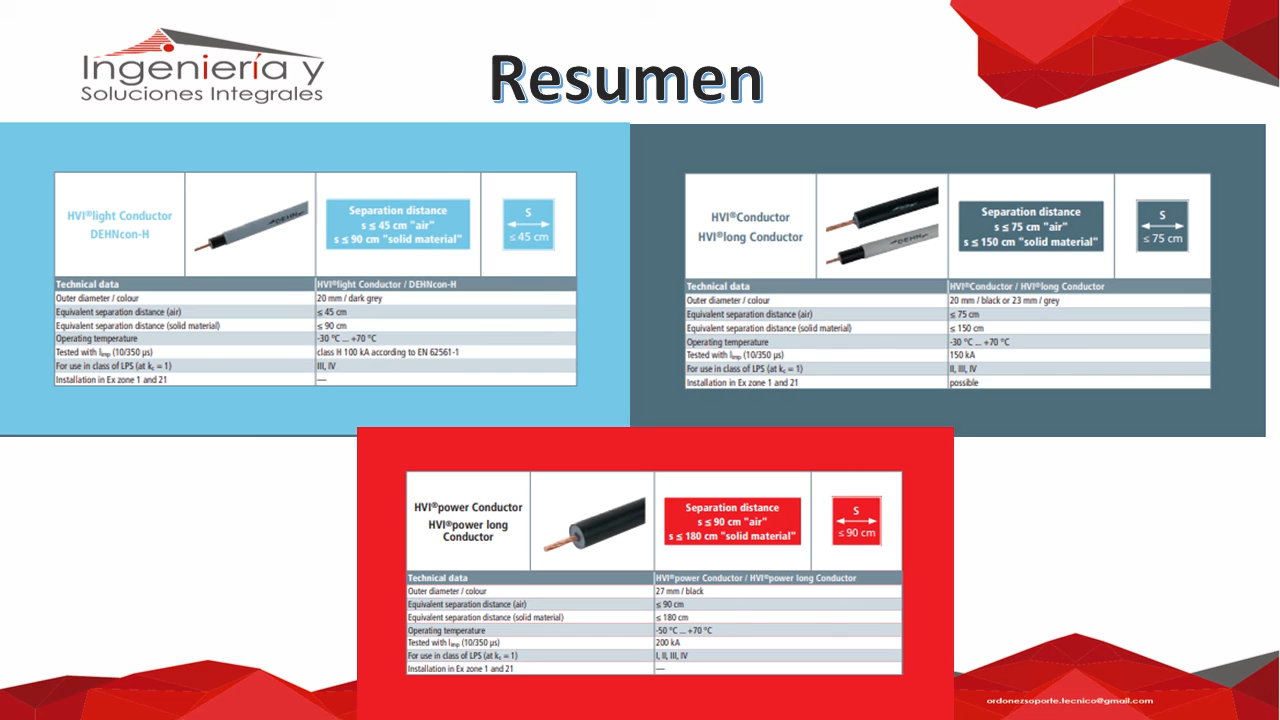 Ingeniería y
Soluciones Integrales
Resumen
HVI®light Conductor
DEHNcon-H
DEHN
Separation distance
s ≤ 45 cm "air"
s ≤ 90 cm "solid material"
S
≤ 45 cm
Technical data HVI®light Conductor / DEHNcon-H
Outer diameter / colour 20 mm / dark grey
Equivalent separation distance (air) ≤ 45 cm
Equivalent separation distance (solid material) ≤ 90 cm
Operating temperature -30 °C ... +70 °C
Tested with Iimp (10/350 µs) class H 100 kA according to EN 62561-1
For use in class of LPS (at kc = 1) III, IV
Installation in Ex zone 1 and 21 —
HVI®Conductor
HVI®long Conductor
DEHN
Separation distance
s ≤ 75 cm "air"
s ≤ 150 cm "solid material"
S
≤ 75 cm
Technical data HVI®Conductor / HVI®long Conductor
Outer diameter / colour 20 mm / black or 23 mm / grey
Equivalent separation distance (air) ≤ 75 cm
Equivalent separation distance (solid material) ≤ 150 cm
Operating temperature -30 °C ... +70 °C
Tested with Iimp (10/350 µs) 150 kA
For use in class of LPS (at kc = 1) II, III, IV
Installation in Ex zone 1 and 21 possible
HVI®power Conductor
HVI®power long
Conductor
Separation distance
s ≤ 90 cm "air"
s ≤ 180 cm "solid material"
S
≤ 90 cm
Technical data HVI®power Conductor / HVI®power long Conductor
Outer diameter / colour 27 mm / black
Equivalent separation distance (air) ≤ 90 cm
Equivalent separation distance (solid material) ≤ 180 cm
Operating temperature -50 °C ... +70 °C
Tested with Iimp (10/350 µs) 200 kA
For use in class of LPS (at kc = 1) I, II, III, IV
Installation in Ex zone 1 and 21 —
ordonezsoporte.tecnico@gmail.com